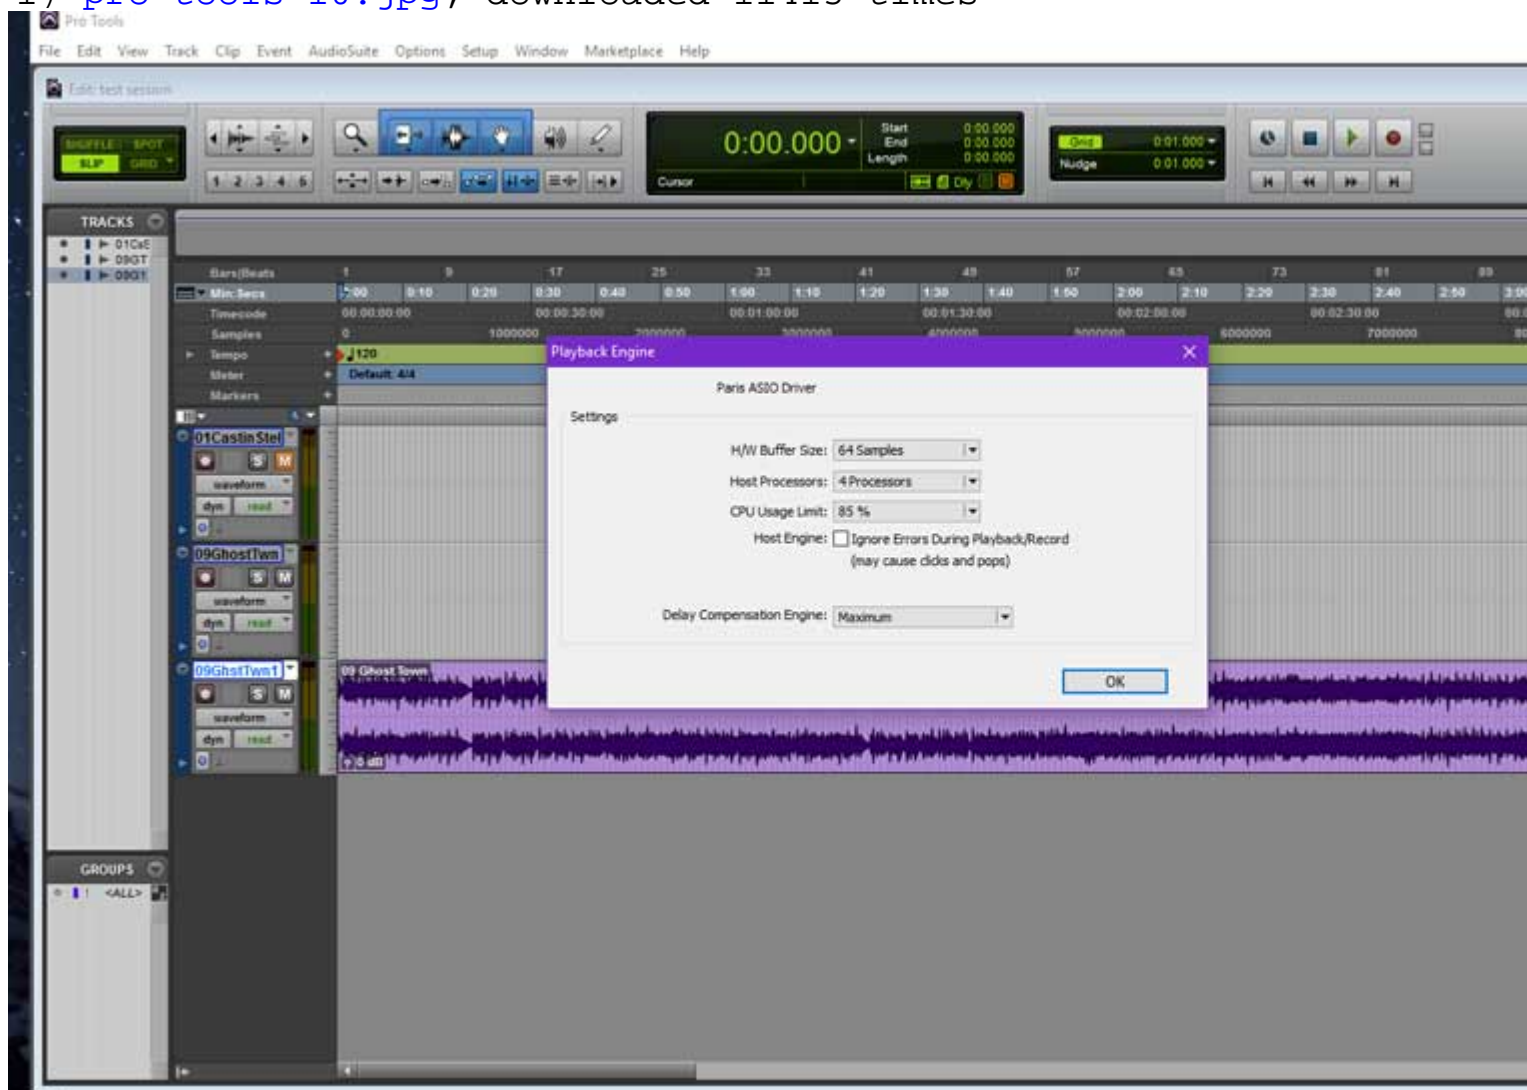 Pro Tools
File Edit View Track Clip Event AudioSuite Options Setup Window Marketplace Help
Edit: test session
SHUFFLE SPOT
SLIP GRID
1 2 3 4 5
0:00.000
Start 0:00.000
End 0:00.000
Length 0:00.000
Cursor
Dly
Grid 0:01.000
Nudge 0:01.000
TRACKS
01CsS
09GT
09G1
Bars|Beats 1 9 17 25 33 41 49 57 65 73 81 89
Min:Secs 0:00 0:10 0:20 0:30 0:40 0:50 1:00 1:10 1:20 1:30 1:40 1:50 2:00 2:10 2:20 2:30 2:40 2:50 3:00
Timecode 00:00:00:00 00:00:30:00 00:01:00:00 00:01:30:00 00:02:00:00 00:02:30:00
Samples 0 1000000 2000000 3000000 4000000 5000000 6000000 7000000
Tempo 120
Meter Default: 4/4
Markers
Playback Engine
Paris ASIO Driver
Settings
H/W Buffer Size: 64 Samples
Host Processors: 4 Processors
CPU Usage Limit: 85 %
Host Engine: Ignore Errors During Playback/Record
(may cause clicks and pops)
Delay Compensation Engine: Maximum
OK
01CastinStel
S M
waveform
dyn read
09GhostTwn
S M
waveform
dyn read
09GhstTwn1
S M
waveform
dyn read
09 Ghost Town
0 dB
GROUPS
! <ALL>